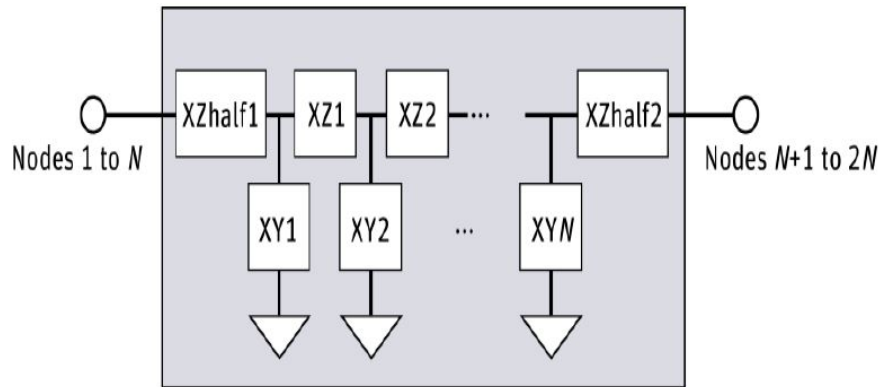 XZhalf1 XZ1 XZ2 ... XZhalf2
Nodes 1 to N
Nodes N+1 to 2N
XY1 XY2 ... XYN